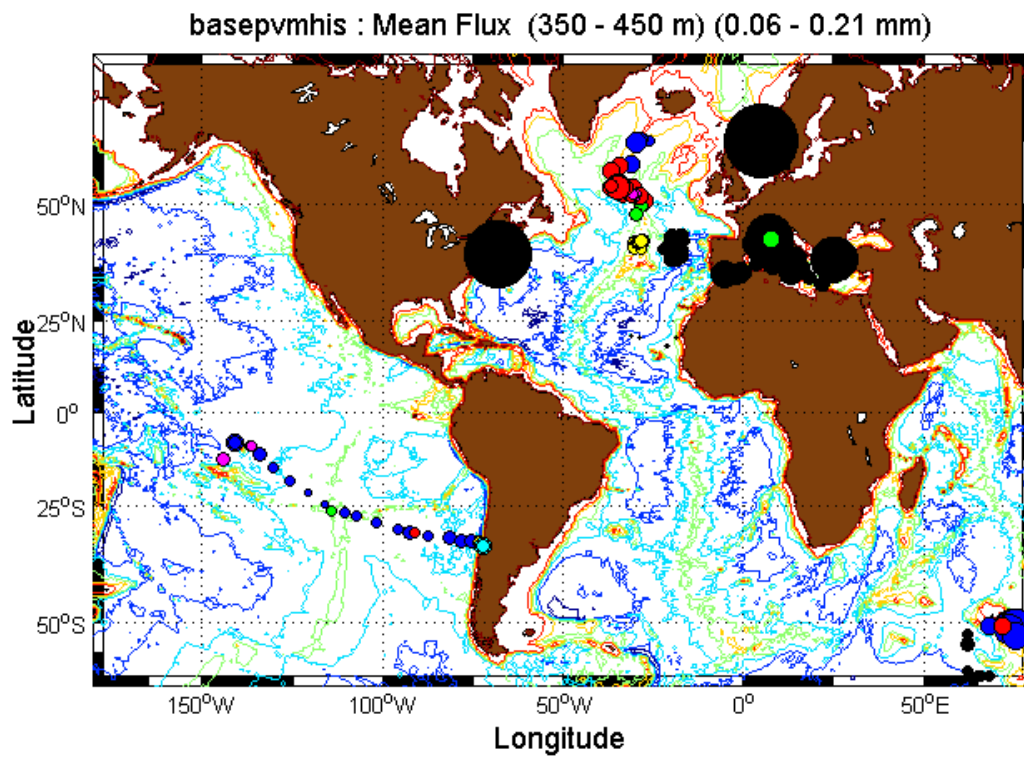 basepvmhis : Mean Flux (350 - 450 m) (0.06 - 0.21 mm)
Latitude
50°N
25°N
0°
25°S
50°S
150°W
100°W
50°W
0°
50°E
Longitude